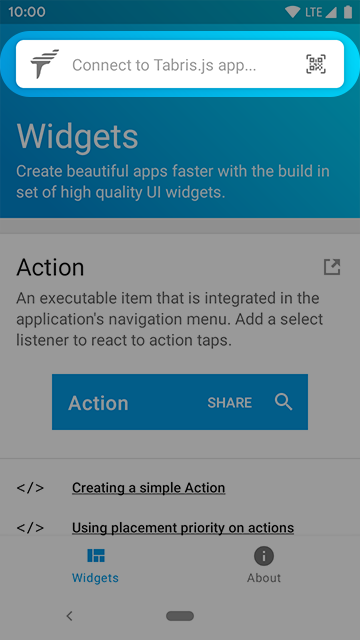 10:00 LTE
Connect to Tabris.js app...
Widgets
Create beautiful apps faster with the build in
set of high quality UI widgets.
Action
An executable item that is integrated in the
application's navigation menu. Add a select
listener to react to action taps.
Action SHARE
</> Creating a simple Action
</> Using placement priority on actions
Widgets About